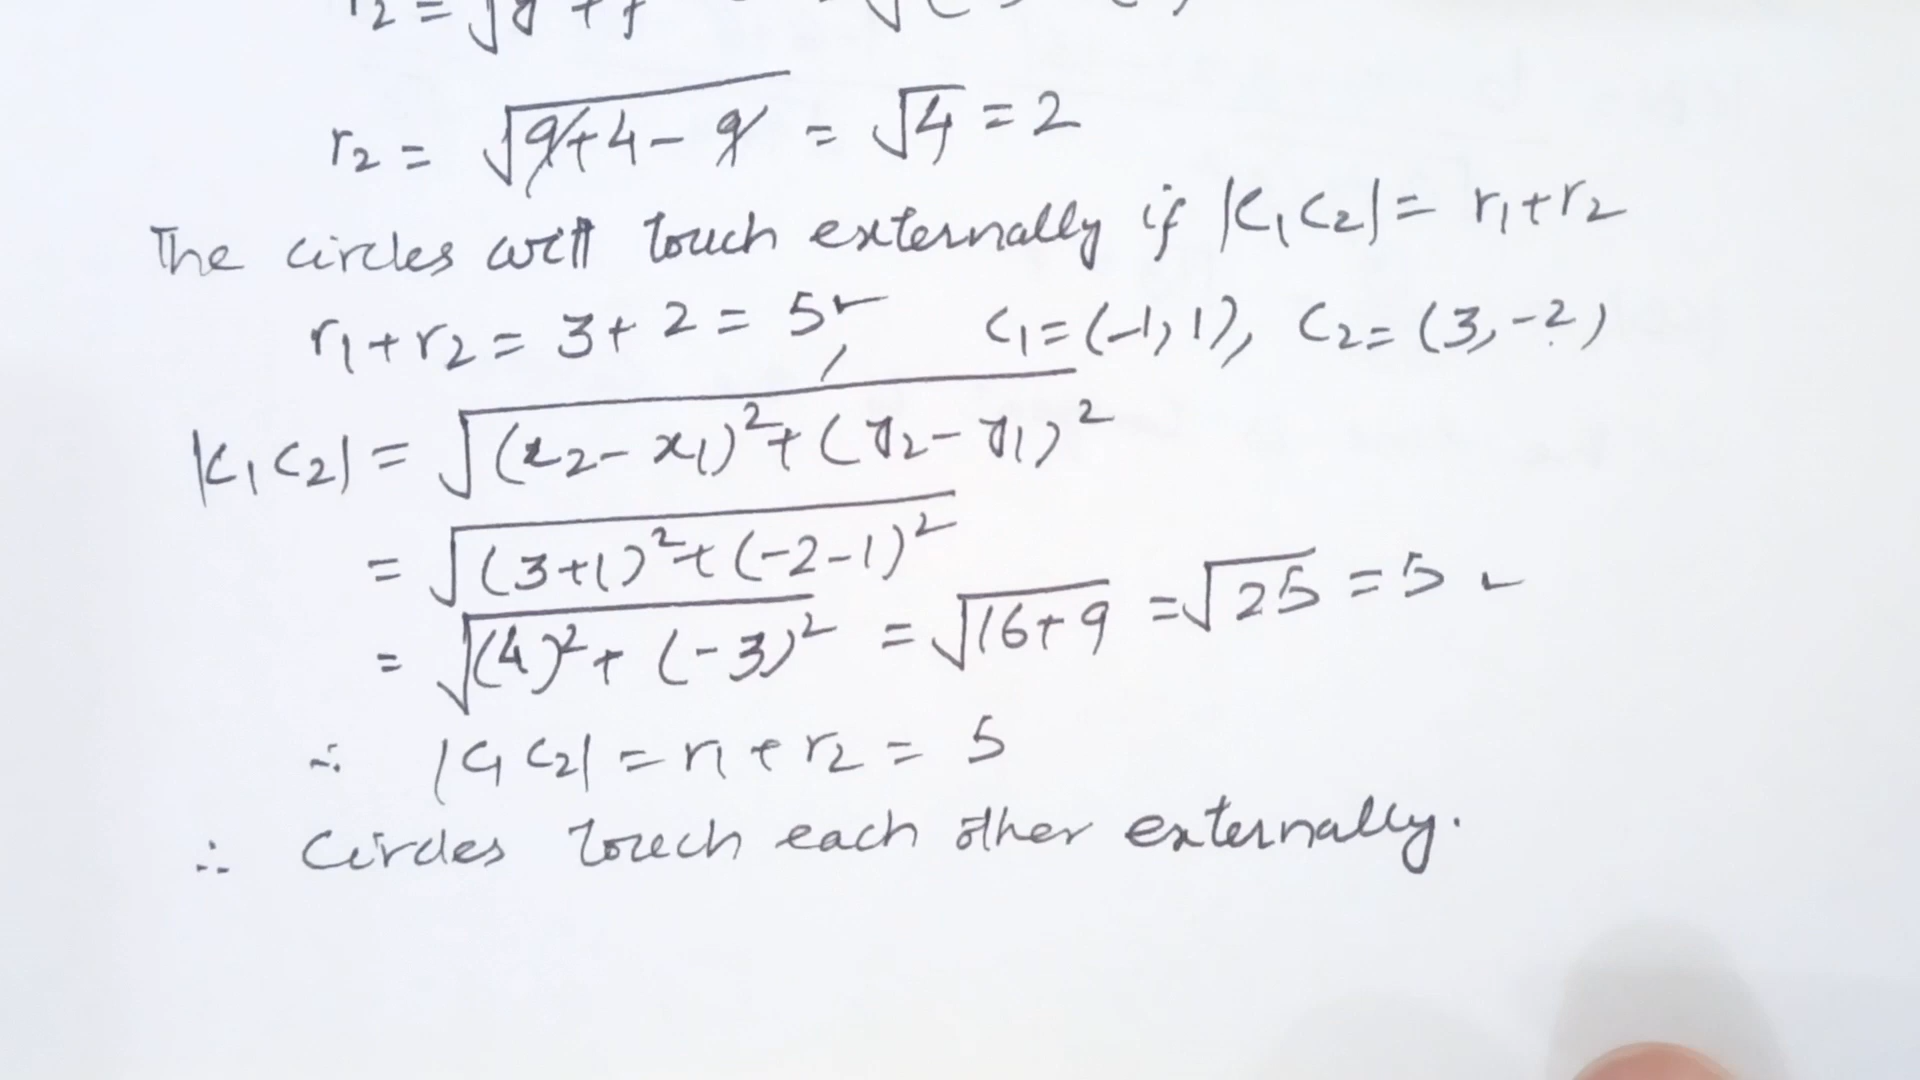 r₂ = √
r₂ = √9+4-9 = √4 = 2
The circles will touch externally if |C₁C₂| = r₁+r₂
r₁+r₂ = 3+2 = 5 ✓ C₁=(-1,1), C₂=(3,-2)
|C₁C₂| = √(x₂-x₁)²+(y₂-y₁)²
= √(3+1)²+(-2-1)²
= √(4)²+(-3)² = √16+9 = √25 = 5 ✓
∴ |C₁C₂| = r₁+r₂ = 5
∴ Circles touch each other externally.